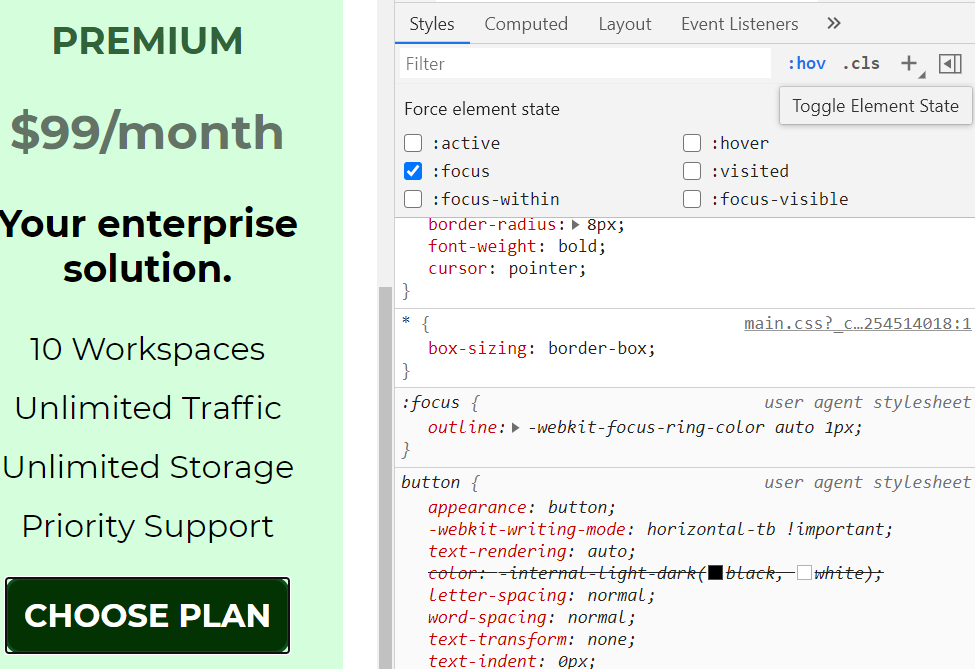 PREMIUM
$99/month
Your enterprise
solution.
10 Workspaces
Unlimited Traffic
Unlimited Storage
Priority Support
CHOOSE PLAN
Styles Computed Layout Event Listeners »
Filter :hov .cls +
Toggle Element State
Force element state
:active :hover
:focus :visited
:focus-within :focus-visible
border-radius: 8px;
font-weight: bold;
cursor: pointer;
}
* { main.css?_c…254514018:1
box-sizing: border-box;
}
:focus { user agent stylesheet
outline: -webkit-focus-ring-color auto 1px;
}
button { user agent stylesheet
appearance: button;
-webkit-writing-mode: horizontal-tb !important;
text-rendering: auto;
color: -internal-light-dark(black, white);
letter-spacing: normal;
word-spacing: normal;
text-transform: none;
text-indent: 0px;